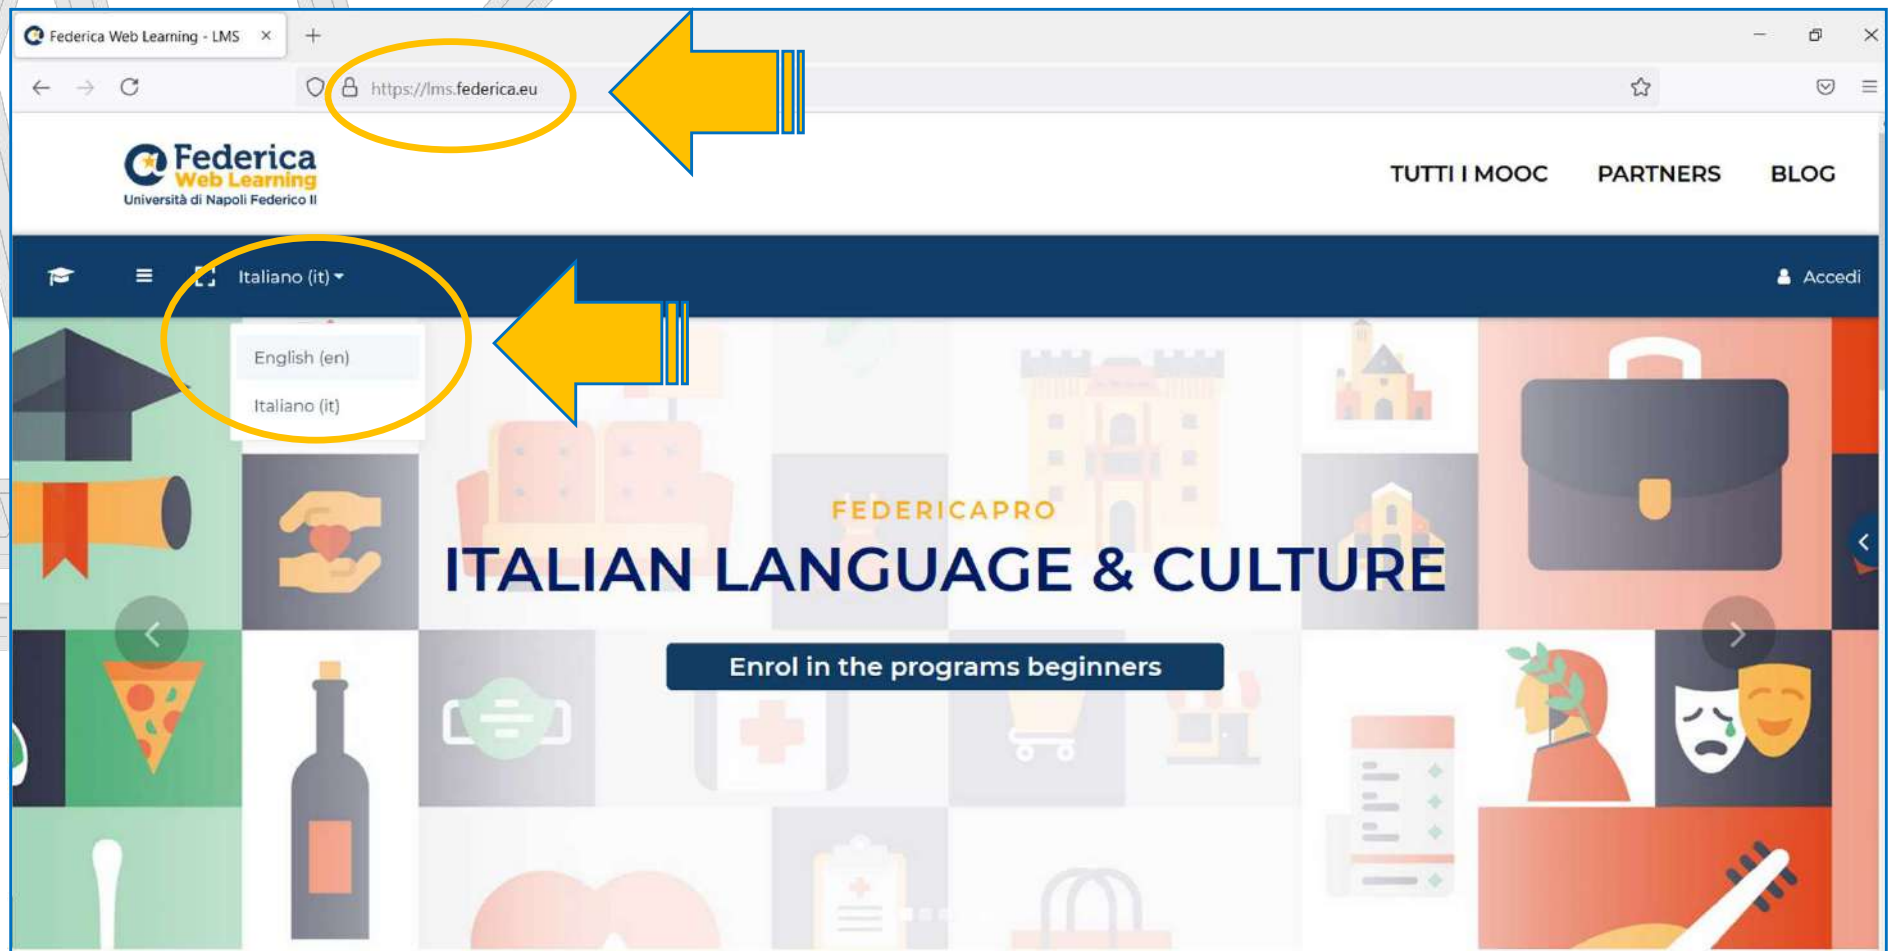 Federica Web Learning - LMS
https://lms.federica.eu
Federica
Web Learning
Università di Napoli Federico II
TUTTI I MOOC PARTNERS BLOG
Italiano (it)
Accedi
English (en)
Italiano (it)
FEDERICAPRO
ITALIAN LANGUAGE & CULTURE
Enrol in the programs beginners